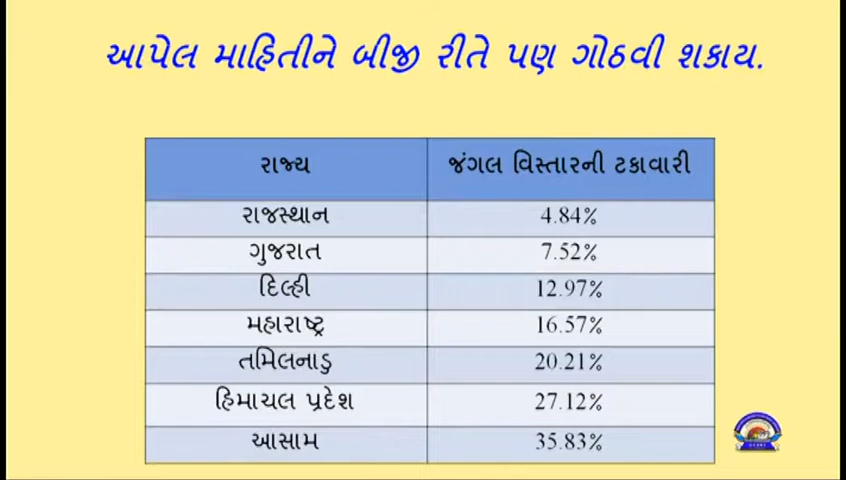 આપેલ માહિતીને બીજી રીતે પણ ગોઠવી શકાય.
રાજ્ય જંગલ વિસ્તારની ટકાવારી
રાજસ્થાન 4.84%
ગુજરાત 7.52%
દિલ્હી 12.97%
મહારાષ્ટ્ર 16.57%
તમિલનાડુ 20.21%
હિમાચલ પ્રદેશ 27.12%
આસામ 35.83%